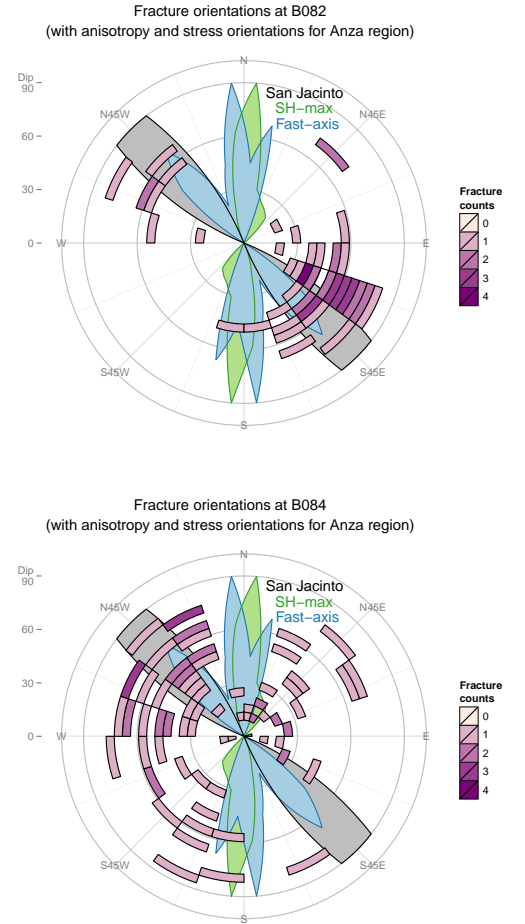 Fracture orientations at B082
(with anisotropy and stress orientations for Anza region)
N
Dip
90
San Jacinto
SH−max
Fast−axis
N45W
N45E
60
30
0
W
E
S45W
S45E
S
Fracture
counts
0
1
2
3
4
Fracture orientations at B084
(with anisotropy and stress orientations for Anza region)
N
Dip
90
San Jacinto
SH−max
Fast−axis
N45W
N45E
60
30
0
W
E
S45W
S45E
S
Fracture
counts
0
1
2
3
4